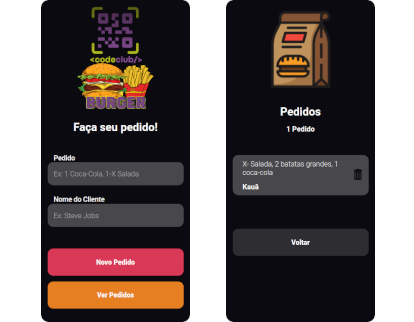 <codeclub/>
BURGER
Faça seu pedido!
Pedido
Ex: 1 Coca-Cola, 1-X Salada
Nome do Cliente
Ex: Steve Jobs
Novo Pedido
Ver Pedidos
Pedidos
1 Pedido
X- Salada, 2 batatas grandes, 1
coca-cola
Kauã
Voltar